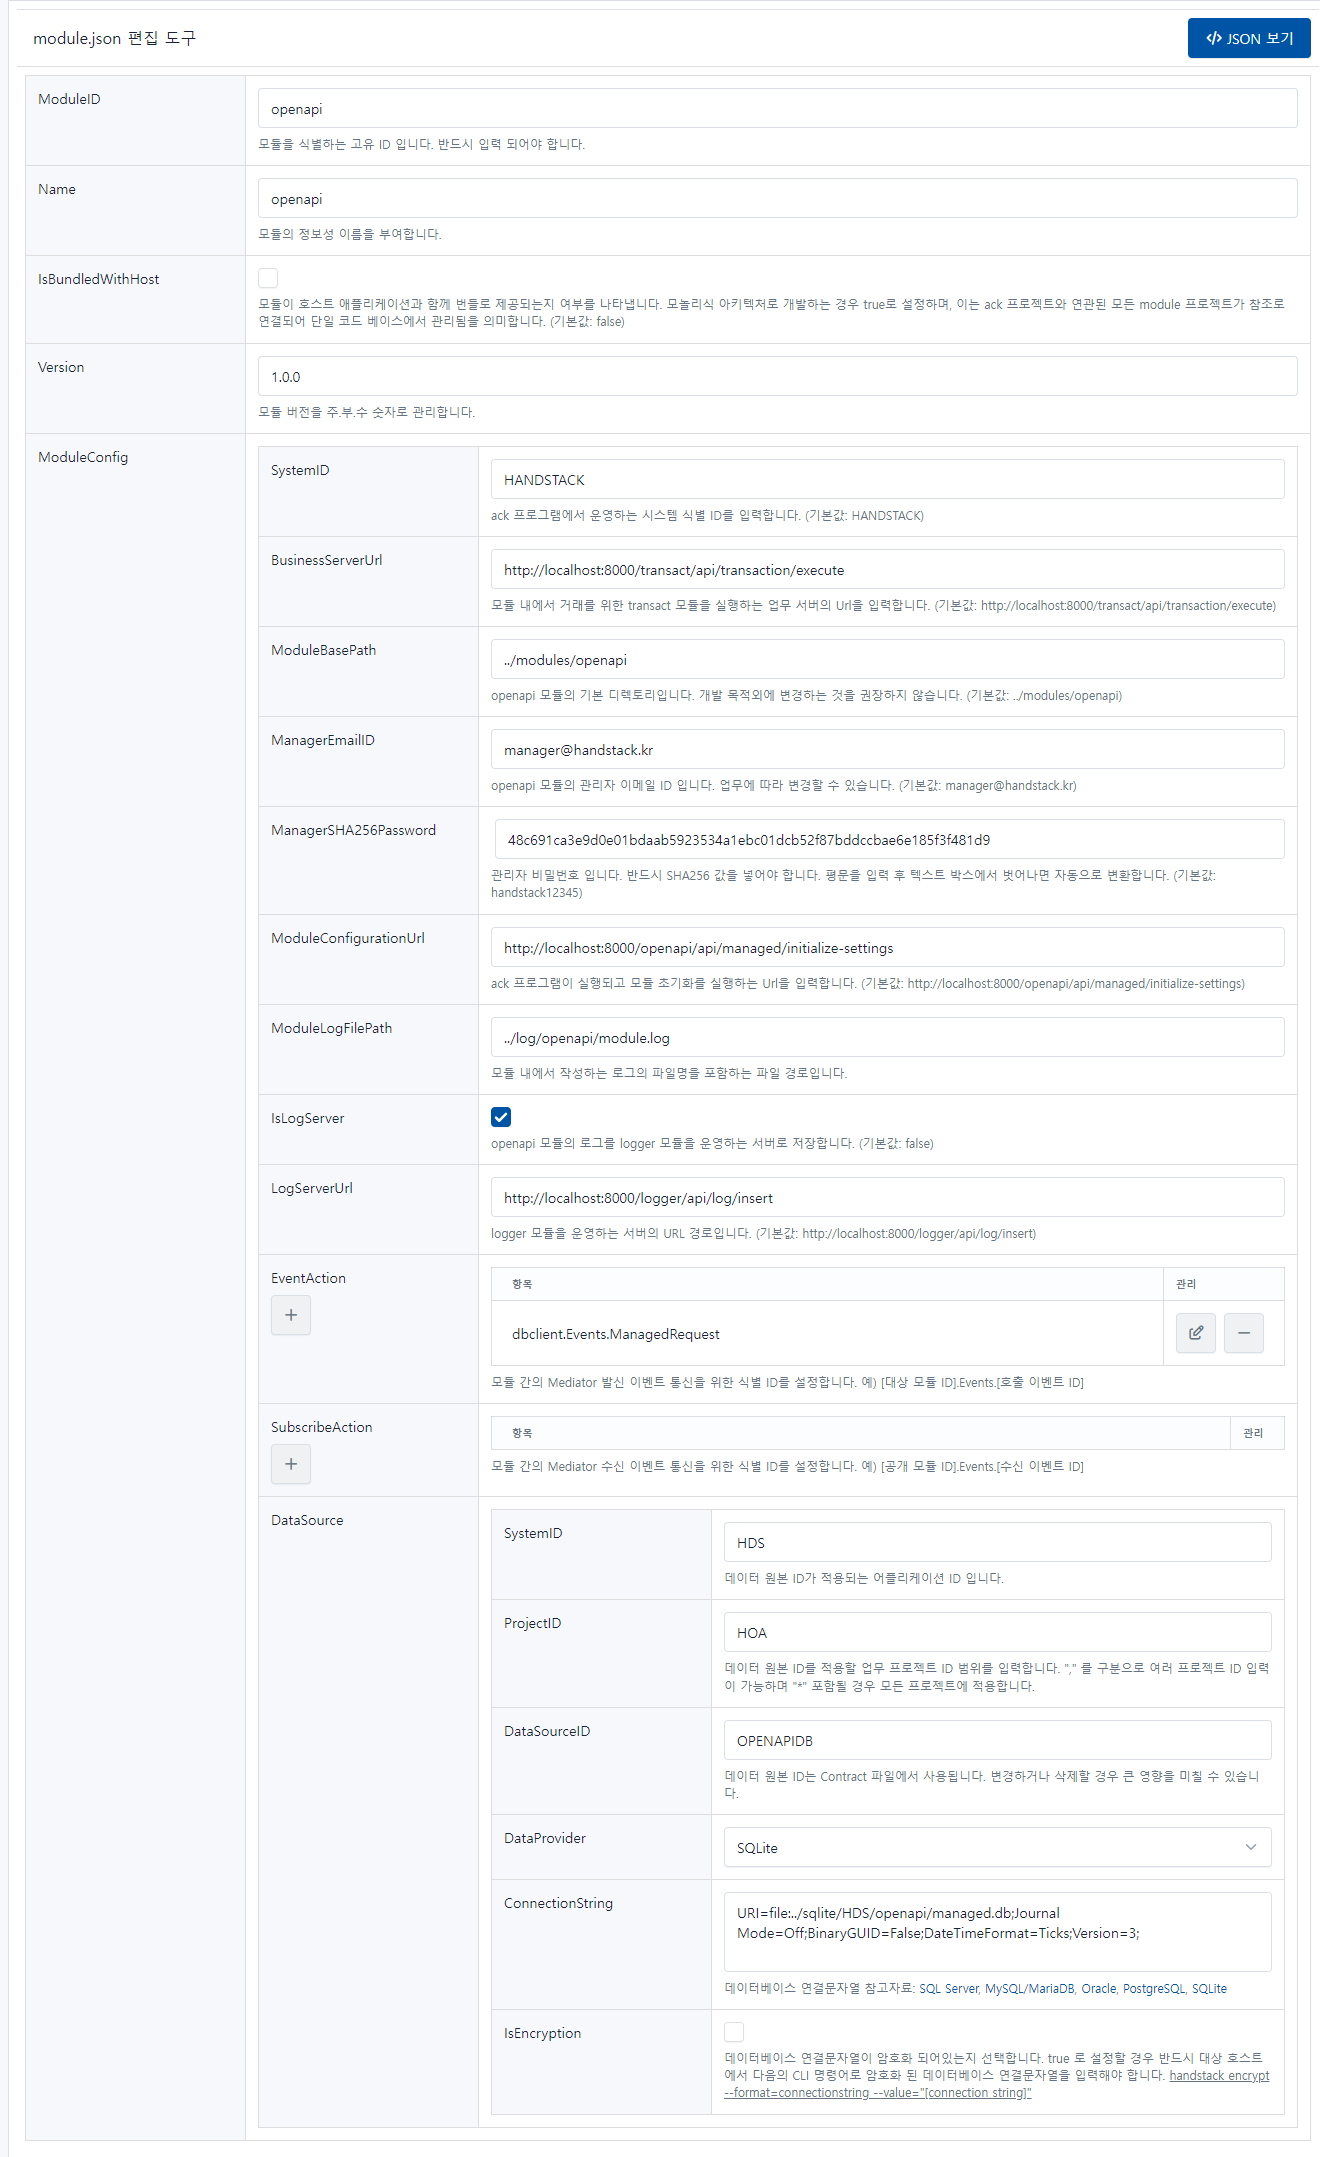 module.json 편집 도구
JSON 보기
ModuleID
openapi
모듈을 식별하는 고유 ID 입니다. 반드시 입력 되어야 합니다.
Name
openapi
모듈의 정보성 이름을 부여합니다.
IsBundledWithHost
모듈이 호스트 애플리케이션과 함께 번들로 제공되는지 여부를 나타냅니다. 모놀리식 아키텍처로 개발하는 경우 true로 설정하며, 이는 ack 프로젝트와 연관된 모든 module 프로젝트가 참조로
연결되어 단일 코드 베이스에서 관리됨을 의미합니다. (기본값: false)
Version
1.0.0
모듈 버전을 주.부.수 숫자로 관리합니다.
ModuleConfig
SystemID
HANDSTACK
ack 프로그램에서 운영하는 시스템 식별 ID를 입력합니다. (기본값: HANDSTACK)
BusinessServerUrl
http://localhost:8000/transact/api/transaction/execute
모듈 내에서 거래를 위한 transact 모듈을 실행하는 업무 서버의 Url을 입력합니다. (기본값: http://localhost:8000/transact/api/transaction/execute)
ModuleBasePath
../modules/openapi
openapi 모듈의 기본 디렉토리입니다. 개발 목적외에 변경하는 것을 권장하지 않습니다. (기본값: ../modules/openapi)
ManagerEmailID
manager@handstack.kr
openapi 모듈의 관리자 이메일 ID 입니다. 업무에 따라 변경할 수 있습니다. (기본값: manager@handstack.kr)
ManagerSHA256Password
48c691ca3e9d0e01bdaab5923534a1ebc01dcb52f87bddccbae6e185f3f481d9
관리자 비밀번호 입니다. 반드시 SHA256 값을 넣어야 합니다. 평문을 입력 후 텍스트 박스에서 벗어나면 자동으로 변환합니다. (기본값:
handstack12345)
ModuleConfigurationUrl
http://localhost:8000/openapi/api/managed/initialize-settings
ack 프로그램이 실행되고 모듈 초기화를 실행하는 Url을 입력합니다. (기본값: http://localhost:8000/openapi/api/managed/initialize-settings)
ModuleLogFilePath
../log/openapi/module.log
모듈 내에서 작성하는 로그의 파일명을 포함하는 파일 경로입니다.
IsLogServer
openapi 모듈의 로그를 logger 모듈을 운영하는 서버로 저장합니다. (기본값: false)
LogServerUrl
http://localhost:8000/logger/api/log/insert
logger 모듈을 운영하는 서버의 URL 경로입니다. (기본값: http://localhost:8000/logger/api/log/insert)
EventAction
항목
관리
dbclient.Events.ManagedRequest
모듈 간의 Mediator 발신 이벤트 통신을 위한 식별 ID를 설정합니다. 예) [대상 모듈 ID].Events.[호출 이벤트 ID]
SubscribeAction
항목
관리
모듈 간의 Mediator 수신 이벤트 통신을 위한 식별 ID를 설정합니다. 예) [공개 모듈 ID].Events.[수신 이벤트 ID]
DataSource
SystemID
HDS
데이터 원본 ID가 적용되는 어플리케이션 ID 입니다.
ProjectID
HOA
데이터 원본 ID를 적용할 업무 프로젝트 ID 범위를 입력합니다. "," 를 구분으로 여러 프로젝트 ID 입력
이 가능하며 "*" 포함될 경우 모든 프로젝트에 적용합니다.
DataSourceID
OPENAPIDB
데이터 원본 ID는 Contract 파일에서 사용됩니다. 변경하거나 삭제할 경우 큰 영향을 미칠 수 있습니
다.
DataProvider
SQLite
ConnectionString
URI=file:../sqlite/HDS/openapi/managed.db;Journal
Mode=Off;BinaryGUID=False;DateTimeFormat=Ticks;Version=3;
데이터베이스 연결문자열 참고자료: SQL Server, MySQL/MariaDB, Oracle, PostgreSQL, SQLite
IsEncryption
데이터베이스 연결문자열이 암호화 되어있는지 선택합니다. true 로 설정할 경우 반드시 대상 호스트
에서 다음의 CLI 명령어로 암호화 된 데이터베이스 연결문자열을 입력해야 합니다. handstack encrypt
--format=connectionstring --value="[connection string]"